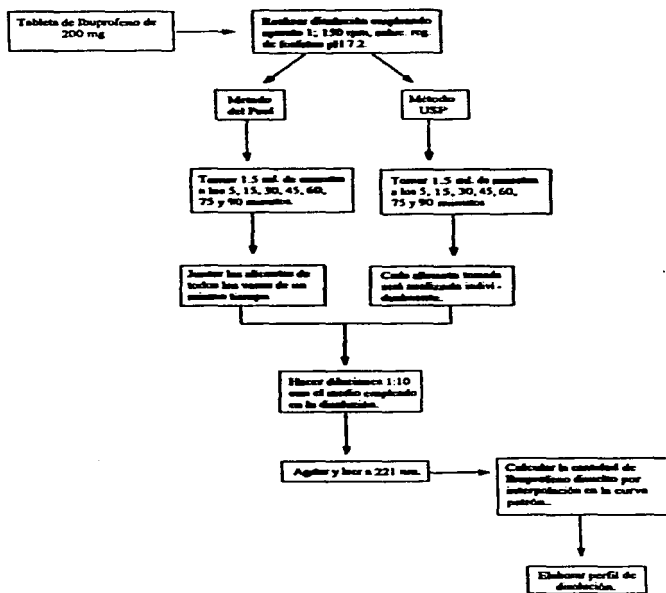 Tableta de Ibuprofeno de
200 mg
Realizar disolución empleando
aparato 1; 150 rpm, soluc. reg.
de fosfatos pH 7.2.
Método
del Pool
Método
USP
Tomar 1.5 ml. de muestra
a los 5, 15, 30, 45, 60,
75 y 90 minutos
Tomar 1.5 ml. de muestra
a los 5, 15, 30, 45, 60,
75 y 90 minutos
Juntar las alícuotas de
todos los vasos de un
mismo tiempo.
Cada alícuota tomada
será analizada indivi -
dualmente.
Hacer diluciones 1:10
con el medio empleado
en la disolución.
Agitar y leer a 221 nm.
Calcular la cantidad de
Ibuprofeno disuelto por
interpolación en la curva
patrón.
Elaborar perfil de
disolución.